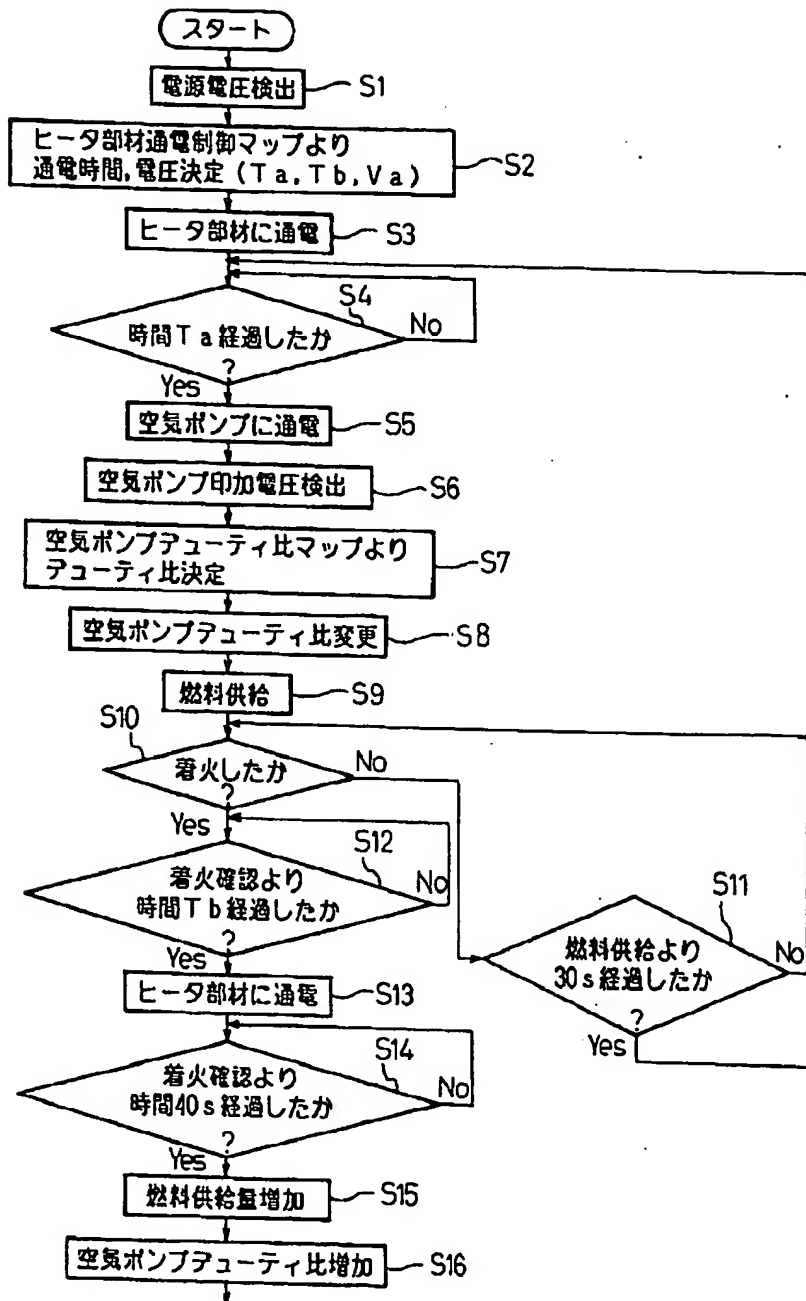 スタート
電源電圧検出
S1
ヒータ部材通電制御マップより
通電時間,電圧決定 (Ta,Tb,Va)
S2
ヒータ部材に通電
S3
S4
時間Ta経過したか
?
No
Yes
空気ポンプに通電
S5
空気ポンプ印加電圧検出
S6
空気ポンプデューティ比マップより
デューティ比決定
S7
空気ポンプデューティ比変更
S8
燃料供給
S9
S10
着火したか
?
No
Yes
S12
着火確認より
時間Tb経過したか
?
No
Yes
S11
燃料供給より
30s経過したか
?
No
Yes
ヒータ部材に通電
S13
S14
着火確認より
時間40s経過したか
?
No
Yes
燃料供給量増加
S15
空気ポンプデューティ比増加
S16